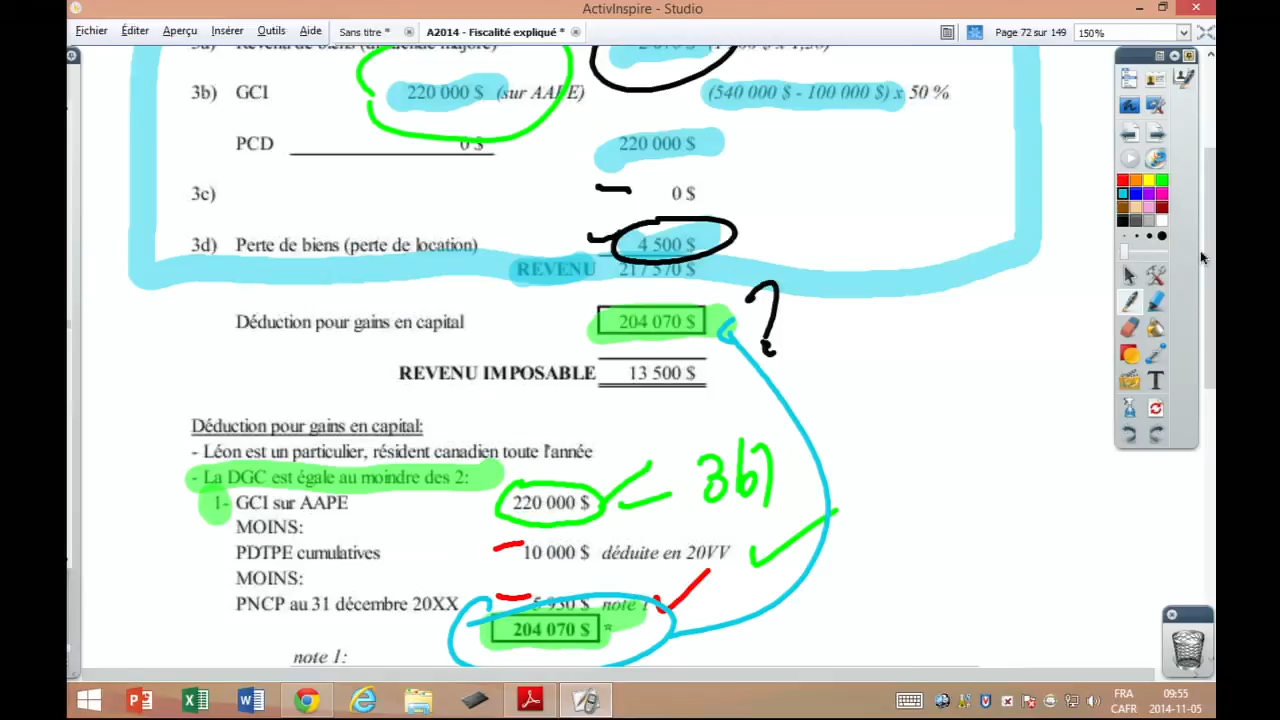 ActivInspire - Studio
Fichier Éditer Aperçu Insérer Outils Aide Sans titre * A2014 - Fiscalité expliqué * Page 72 sur 149 150%
3b) GCI 220 000 $ (sur AAPE) (540 000 $ - 100 000 $) x 50 %
PCD 0 $ 220 000 $
3c) 0 $
3d) Perte de biens (perte de location) 4 500 $
REVENU 217 570 $
?
Déduction pour gains en capital 204 070 $
REVENU IMPOSABLE 13 500 $
Déduction pour gains en capital:
- Léon est un particulier, résident canadien toute l'année
- La DGC est égale au moindre des 2:
3b)
1- GCI sur AAPE 220 000 $
MOINS:
PDTPE cumulatives 10 000 $ déduite en 20VV
MOINS:
PNCP au 31 décembre 20XX 5 930 $ note 1
204 070 $ *
note 1:
FRA 09:55
CAFR 2014-11-05